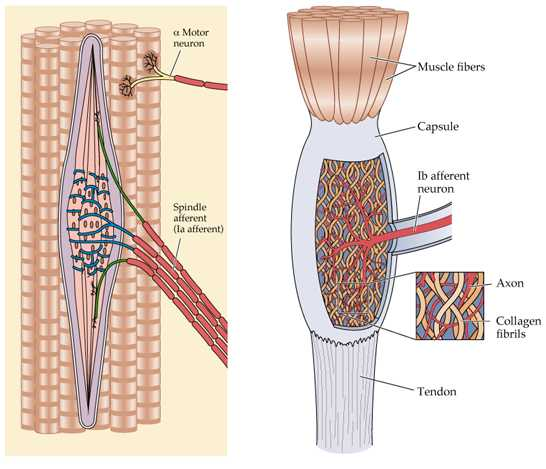 α Motor
neuron
Spindle
afferent
(Ia afferent)
Muscle fibers
Capsule
Ib afferent
neuron
Axon
Collagen
fibrils
Tendon